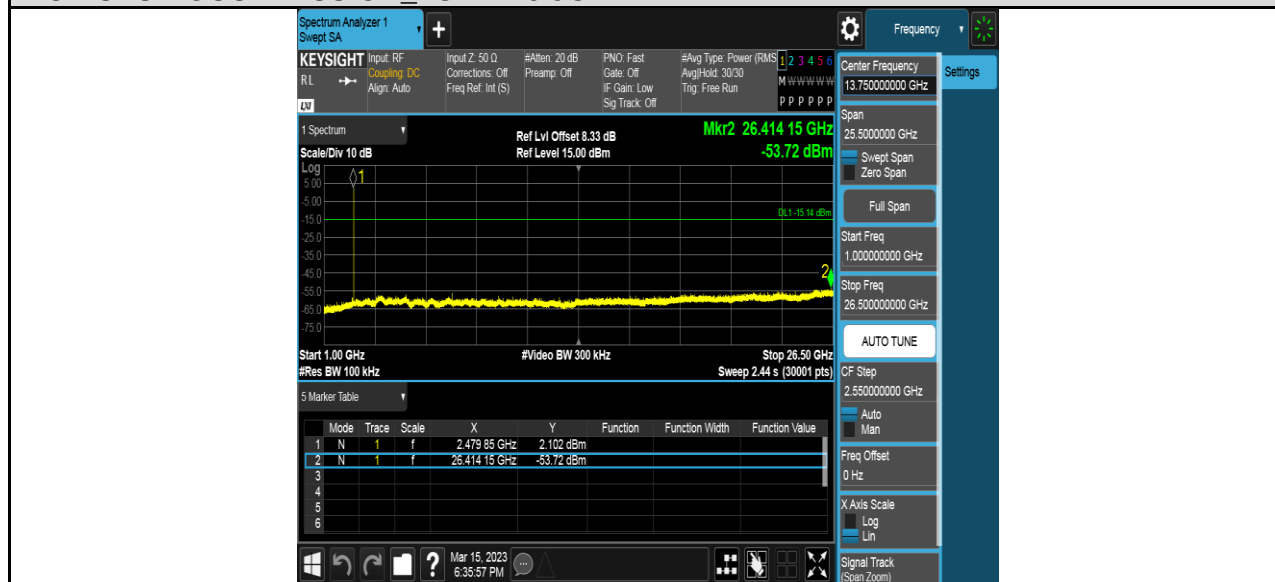 Spectrum Analyzer 1
Swept SA
Frequency
KEYSIGHT
RL
LXI
Input: RF
Coupling: DC
Align: Auto
Input Z: 50 Ω
Corrections: Off
Freq Ref: Int (S)
#Atten: 20 dB
Preamp: Off
PNO: Fast
Gate: Off
IF Gain: Low
Sig Track: Off
#Avg Type: Power (RMS
Avg|Hold: 30/30
Trig: Free Run
1 2 3 4 5 6
M W W W W W
P P P P P P
Center Frequency
13.750000000 GHz
Settings
Span
25.5000000 GHz
Swept Span
Zero Span
Full Span
Start Freq
1.000000000 GHz
Stop Freq
26.500000000 GHz
AUTO TUNE
CF Step
2.550000000 GHz
Auto
Man
Freq Offset
0 Hz
X Axis Scale
Log
Lin
Signal Track
(Span Zoom)
1 Spectrum
Scale/Div 10 dB
Ref Lvl Offset 8.33 dB
Ref Level 15.00 dBm
Mkr2 26.414 15 GHz
-53.72 dBm
Log
5.00
-5.00
-15.0
-25.0
-35.0
-45.0
-55.0
-65.0
-75.0
1
DL1 -15.14 dBm
2
Start 1.00 GHz
#Res BW 100 kHz
#Video BW 300 kHz
Stop 26.50 GHz
Sweep 2.44 s (30001 pts)
5 Marker Table
Mode Trace Scale X Y Function Function Width Function Value
1 N 1 f 2.479 85 GHz 2.102 dBm
2 N 1 f 26.414 15 GHz -53.72 dBm
3
4
5
6
?
Mar 15, 2023
6:35:57 PM